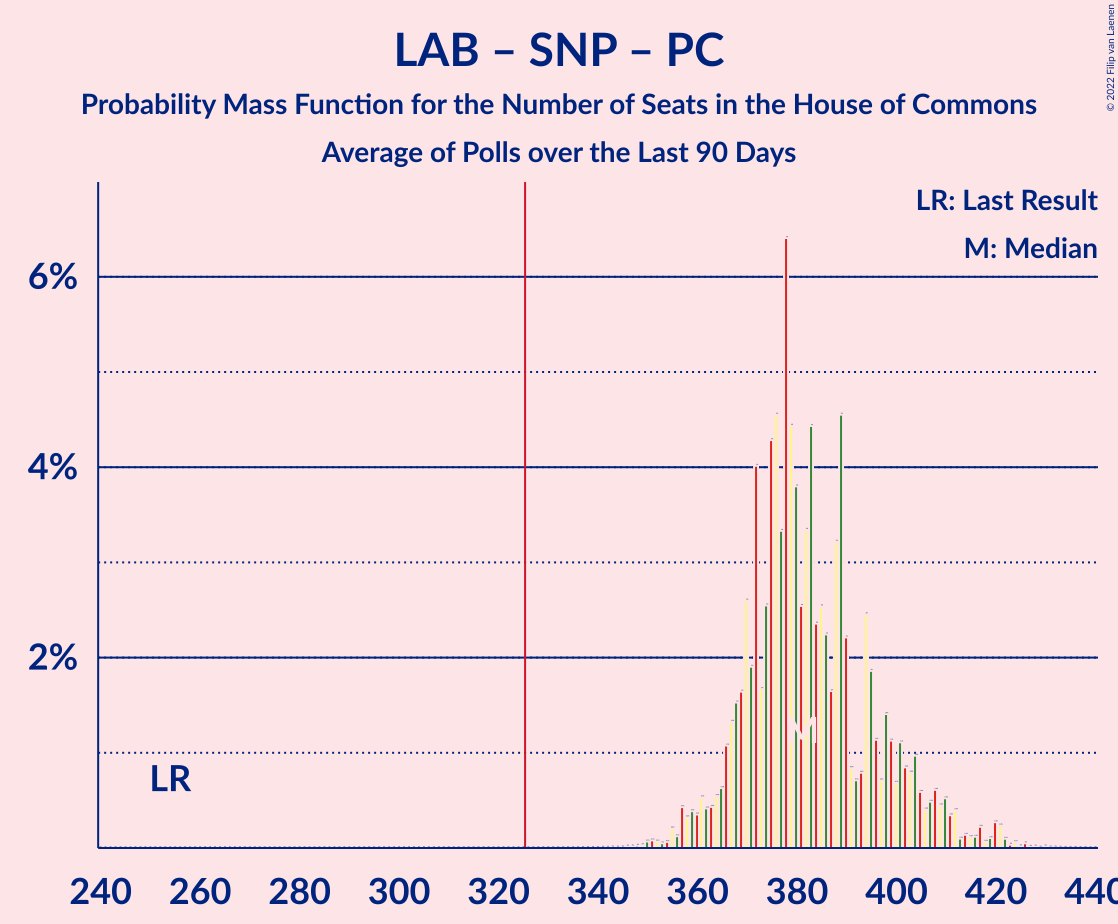 LAB – SNP – PC
Probability Mass Function for the Number of Seats in the House of Commons
Average of Polls over the Last 90 Days
© 2022 Filip van Laenen
LR: Last Result
M: Median
6%
4%
2%
LR
M
240 260 280 300 320 340 360 380 400 420 440